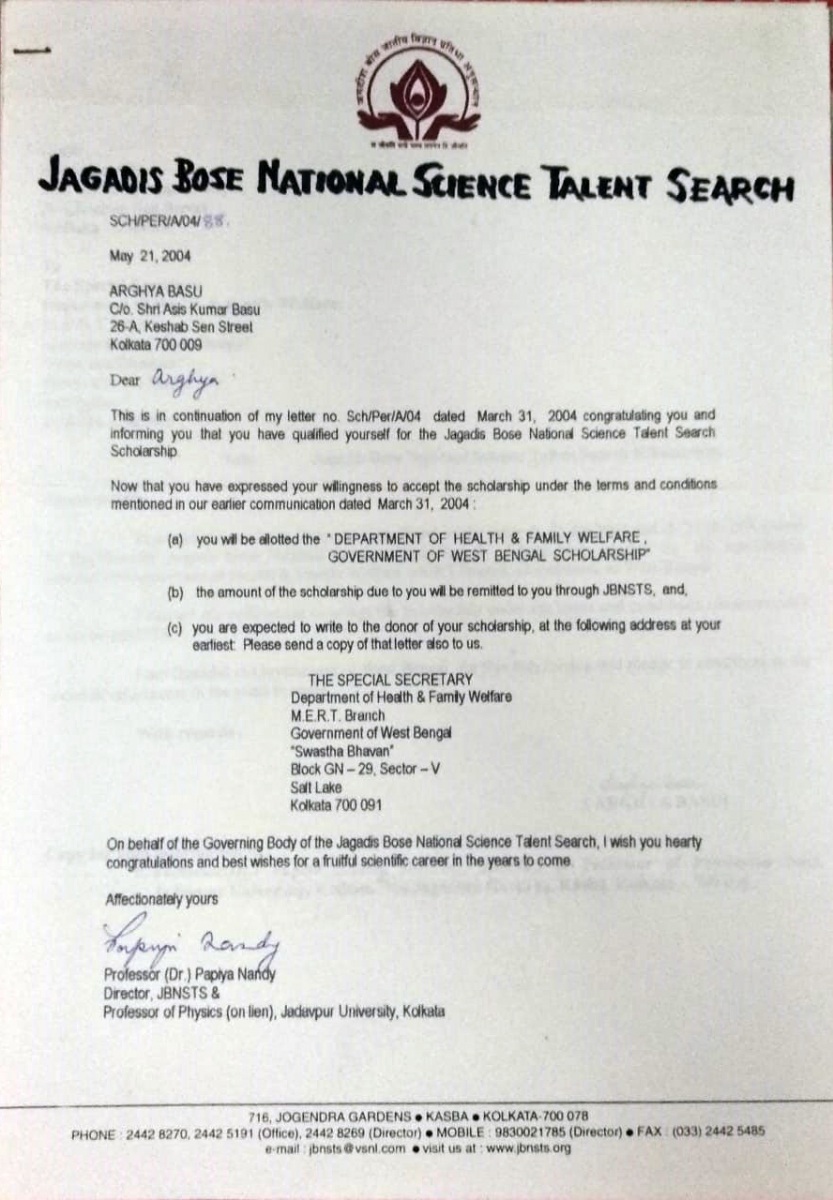 जगदीश बोस जातीय विज्ञान प्रतिभा अनुसन्धान
JAGADIS BOSE NATIONAL SCIENCE TALENT SEARCH
SCH/PER/A/04/88.
May 21, 2004
ARGHYA BASU
C/o. Shri Asis Kumar Basu
26-A, Keshab Sen Street
Kolkata 700 009
Dear Arghya
This is in continuation of my letter no. Sch/Per/A/04 dated March 31, 2004 congratulating you and
informing you that you have qualified yourself for the Jagadis Bose National Science Talent Search
Scholarship.
Now that you have expressed your willingness to accept the scholarship under the terms and conditions
mentioned in our earlier communication dated March 31, 2004 :
(a) you will be allotted the "DEPARTMENT OF HEALTH & FAMILY WELFARE,
GOVERNMENT OF WEST BENGAL SCHOLARSHIP"
(b) the amount of the scholarship due to you will be remitted to you through JBNSTS, and,
(c) you are expected to write to the donor of your scholarship, at the following address at your
earliest. Please send a copy of that letter also to us.
THE SPECIAL SECRETARY
Department of Health & Family Welfare
M.E.R.T. Branch
Government of West Bengal
"Swastha Bhavan"
Block GN – 29, Sector – V
Salt Lake
Kolkata 700 091
On behalf of the Governing Body of the Jagadis Bose National Science Talent Search, I wish you hearty
congratulations and best wishes for a fruitful scientific career in the years to come.
Affectionately yours
Papiya Nandy
Professor (Dr.) Papiya Nandy
Director, JBNSTS &
Professor of Physics (on lien), Jadavpur University, Kolkata
716, JOGENDRA GARDENS ● KASBA ● KOLKATA-700 078
PHONE : 2442 8270, 2442 5191 (Office), 2442 8269 (Director) ● MOBILE : 9830021785 (Director) ● FAX : (033) 2442 5485
e-mail : jbnsts@vsnl.com ● visit us at : www.jbnsts.org